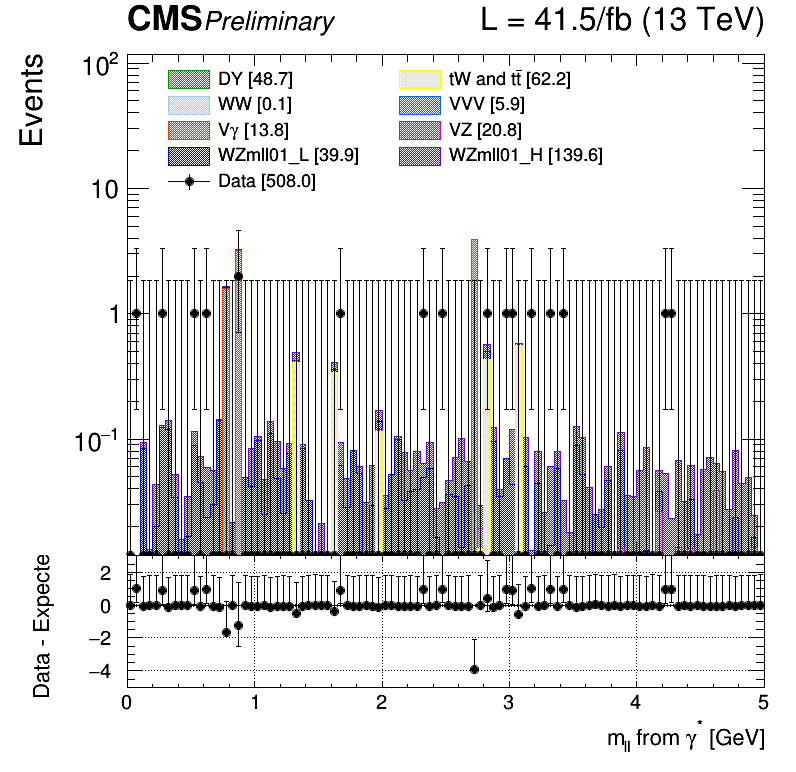 CMS Preliminary L = 41.5/fb (13 TeV)
Events
10²
10
1
10⁻¹
DY [48.7]
tW and tt̄ [62.2]
WW [0.1]
VVV [5.9]
Vγ [13.8]
VZ [20.8]
WZmll01_L [39.9]
WZmll01_H [139.6]
Data [508.0]
Data - Expecte
2
0
−2
−4
0 1 2 3 4 5
m_ll from γ* [GeV]